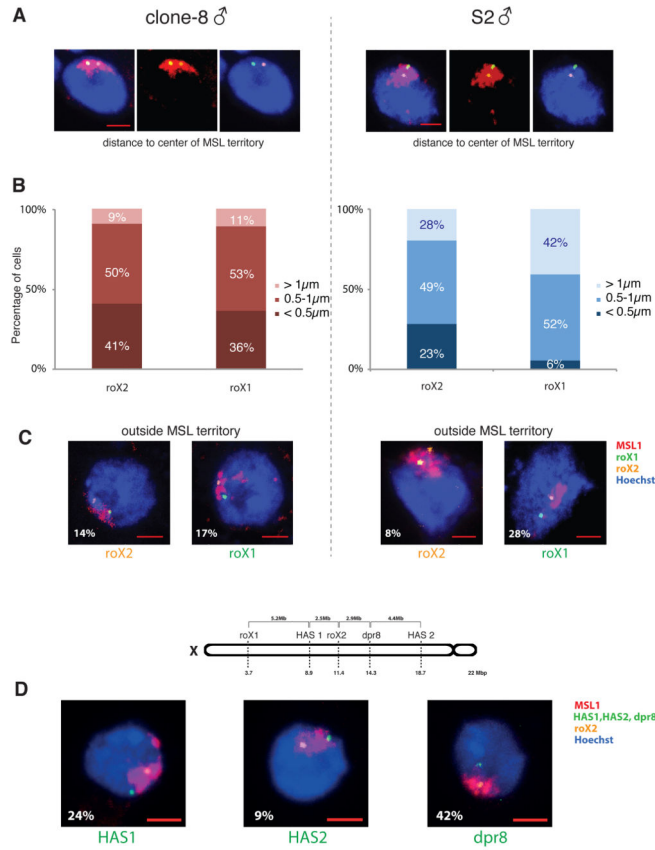 A
clone-8 ♂
S2 ♂
distance to center of MSL territory
distance to center of MSL territory
B
Percentage of cells
100%
50%
0%
9%
50%
41%
11%
53%
36%
roX2
roX1
> 1µm
0.5-1µm
< 0.5µm
100%
50%
0%
28%
49%
23%
42%
52%
6%
roX2
roX1
> 1µm
0.5-1µm
< 0.5µm
C
outside MSL territory
outside MSL territory
14%
17%
8%
28%
roX2
roX1
roX2
roX1
MSL1
roX1
roX2
Hoechst
5.2Mb
2.5Mb
2.9Mb
4.4Mb
roX1
HAS 1
roX2
dpr8
HAS 2
X
3.7
8.9
11.4
14.3
18.7
22 Mbp
D
24%
9%
42%
HAS1
HAS2
dpr8
MSL1
HAS1,HAS2, dpr8
roX2
Hoechst